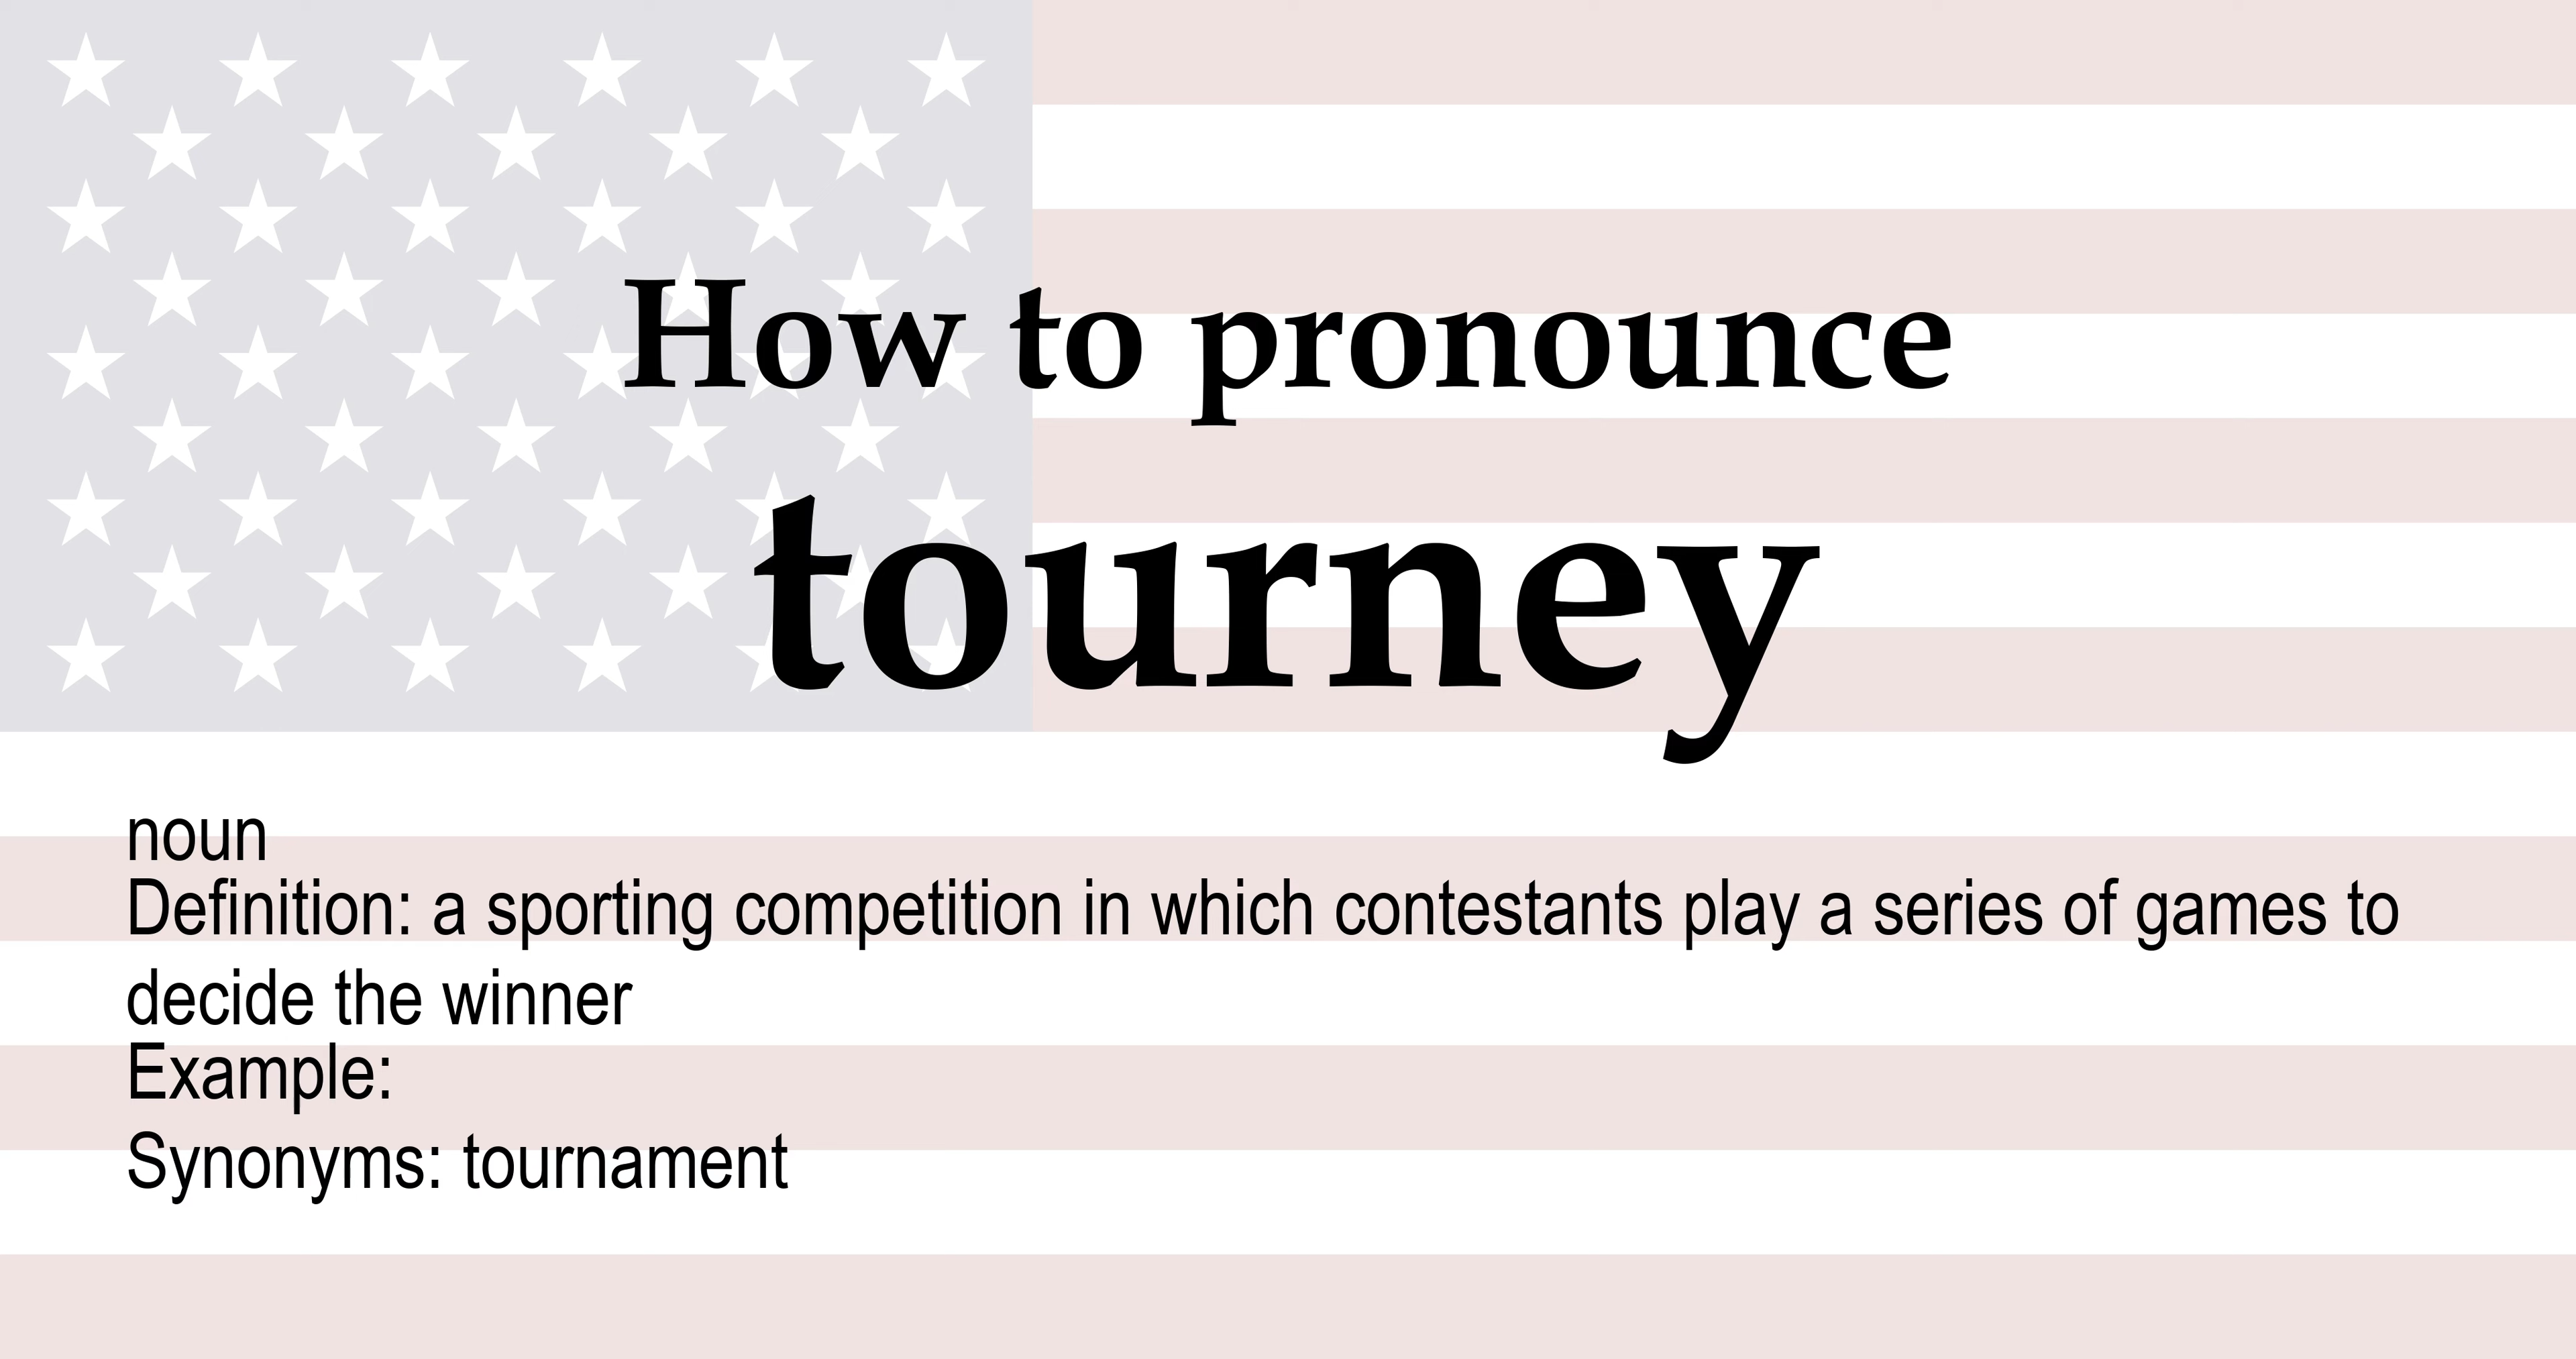 How to pronounce
tourney
noun
Definition: a sporting competition in which contestants play a series of games to
decide the winner
Example:
Synonyms: tournament